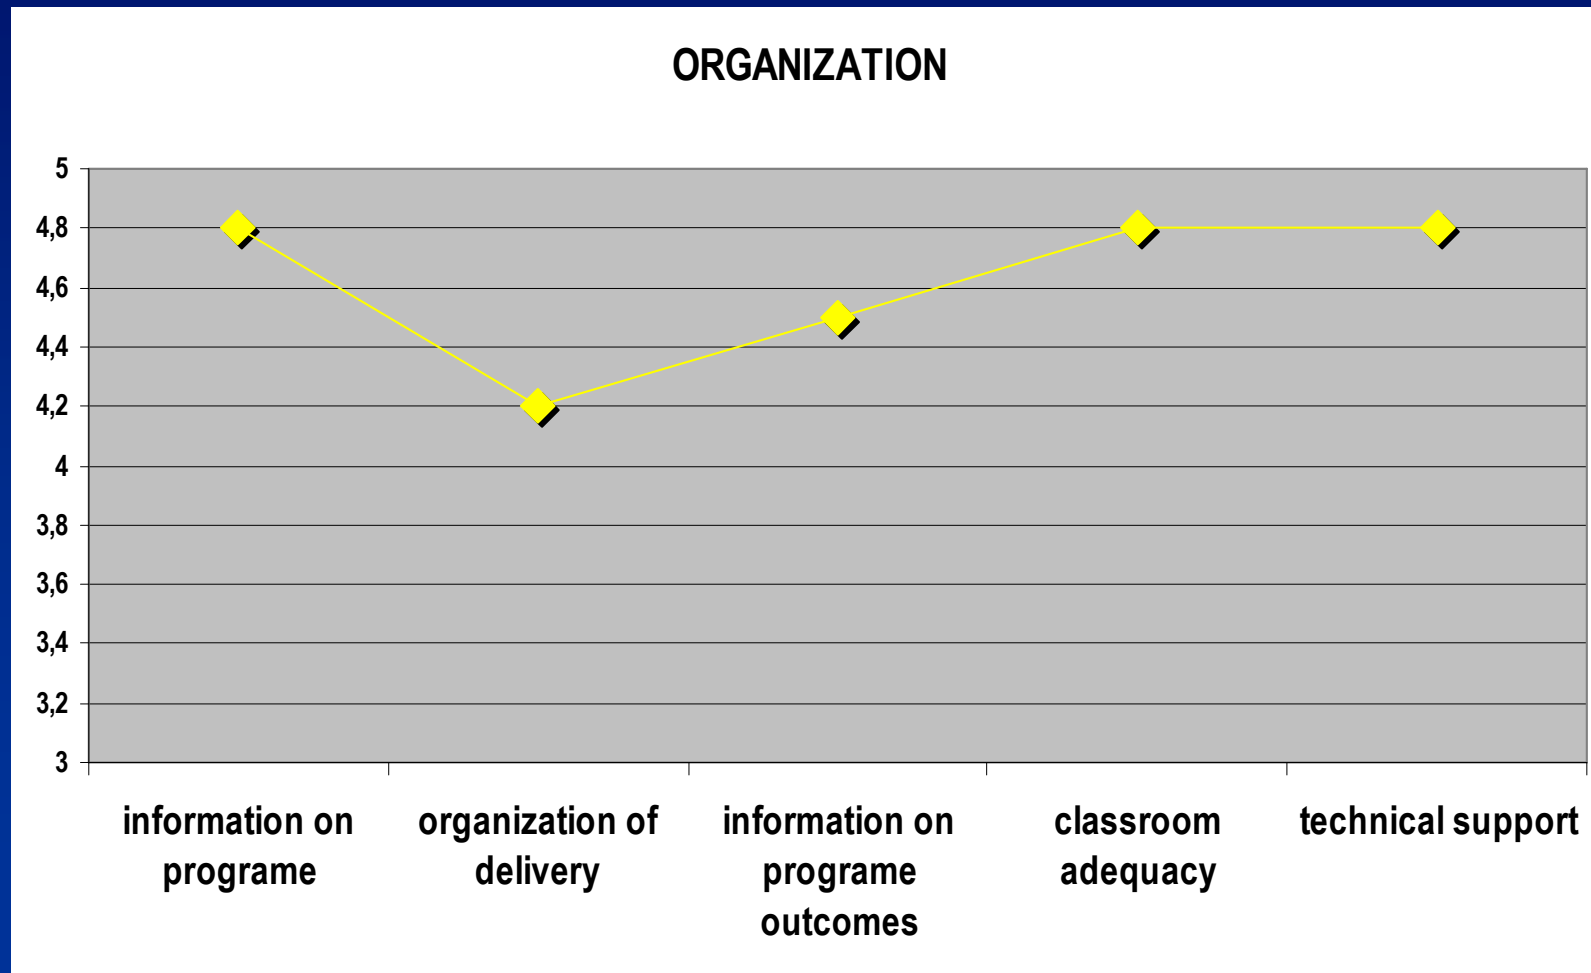 ORGANIZATION
5
4,8
4,6
4,4
4,2
4
3,8
3,6
3,4
3,2
3
information on
programe
organization of
delivery
information on
programe
outcomes
classroom
adequacy
technical support